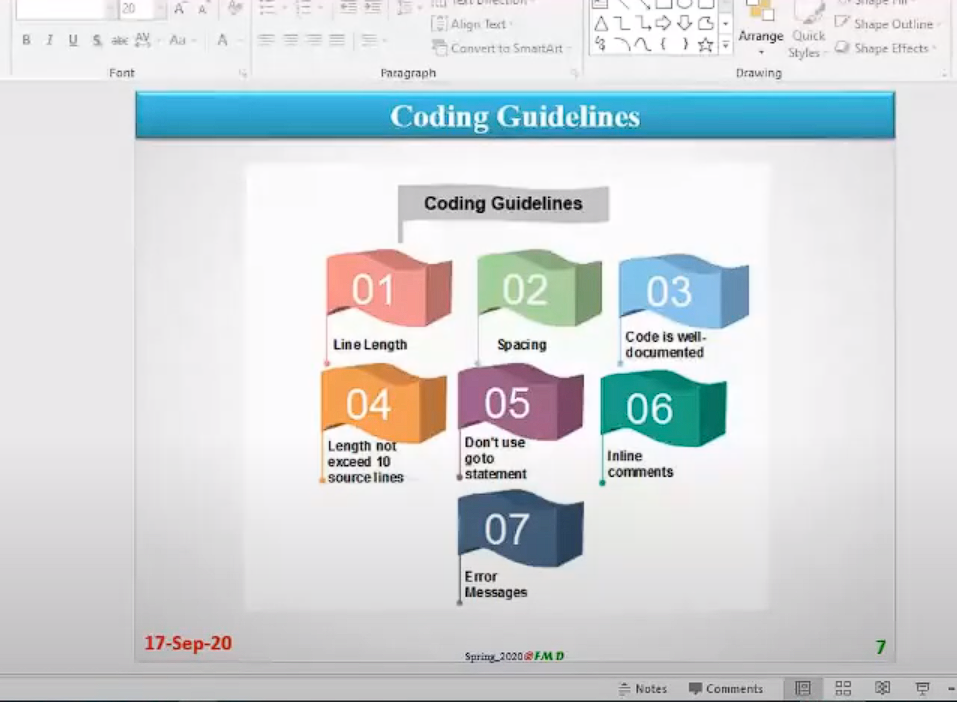 20
Text Direction
Align Text
Convert to SmartArt
B I U S abc AV Aa A
Arrange
Quick
Styles
Shape Fill
Shape Outline
Shape Effects
Font
Paragraph
Drawing
Coding Guidelines
Coding Guidelines
01
02
03
Line Length
Spacing
Code is well-
documented
04
05
06
Length not
exceed 10
source lines
Don't use
goto
statement
Inline
comments
07
Error
Messages
17-Sep-20
Spring_2020@FMD
7
Notes
Comments